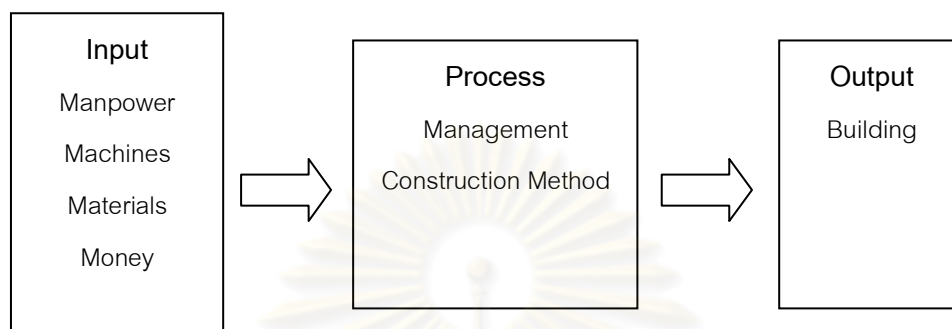 Input
Manpower
Machines
Materials
Money
Process
Management
Construction Method
Output
Building